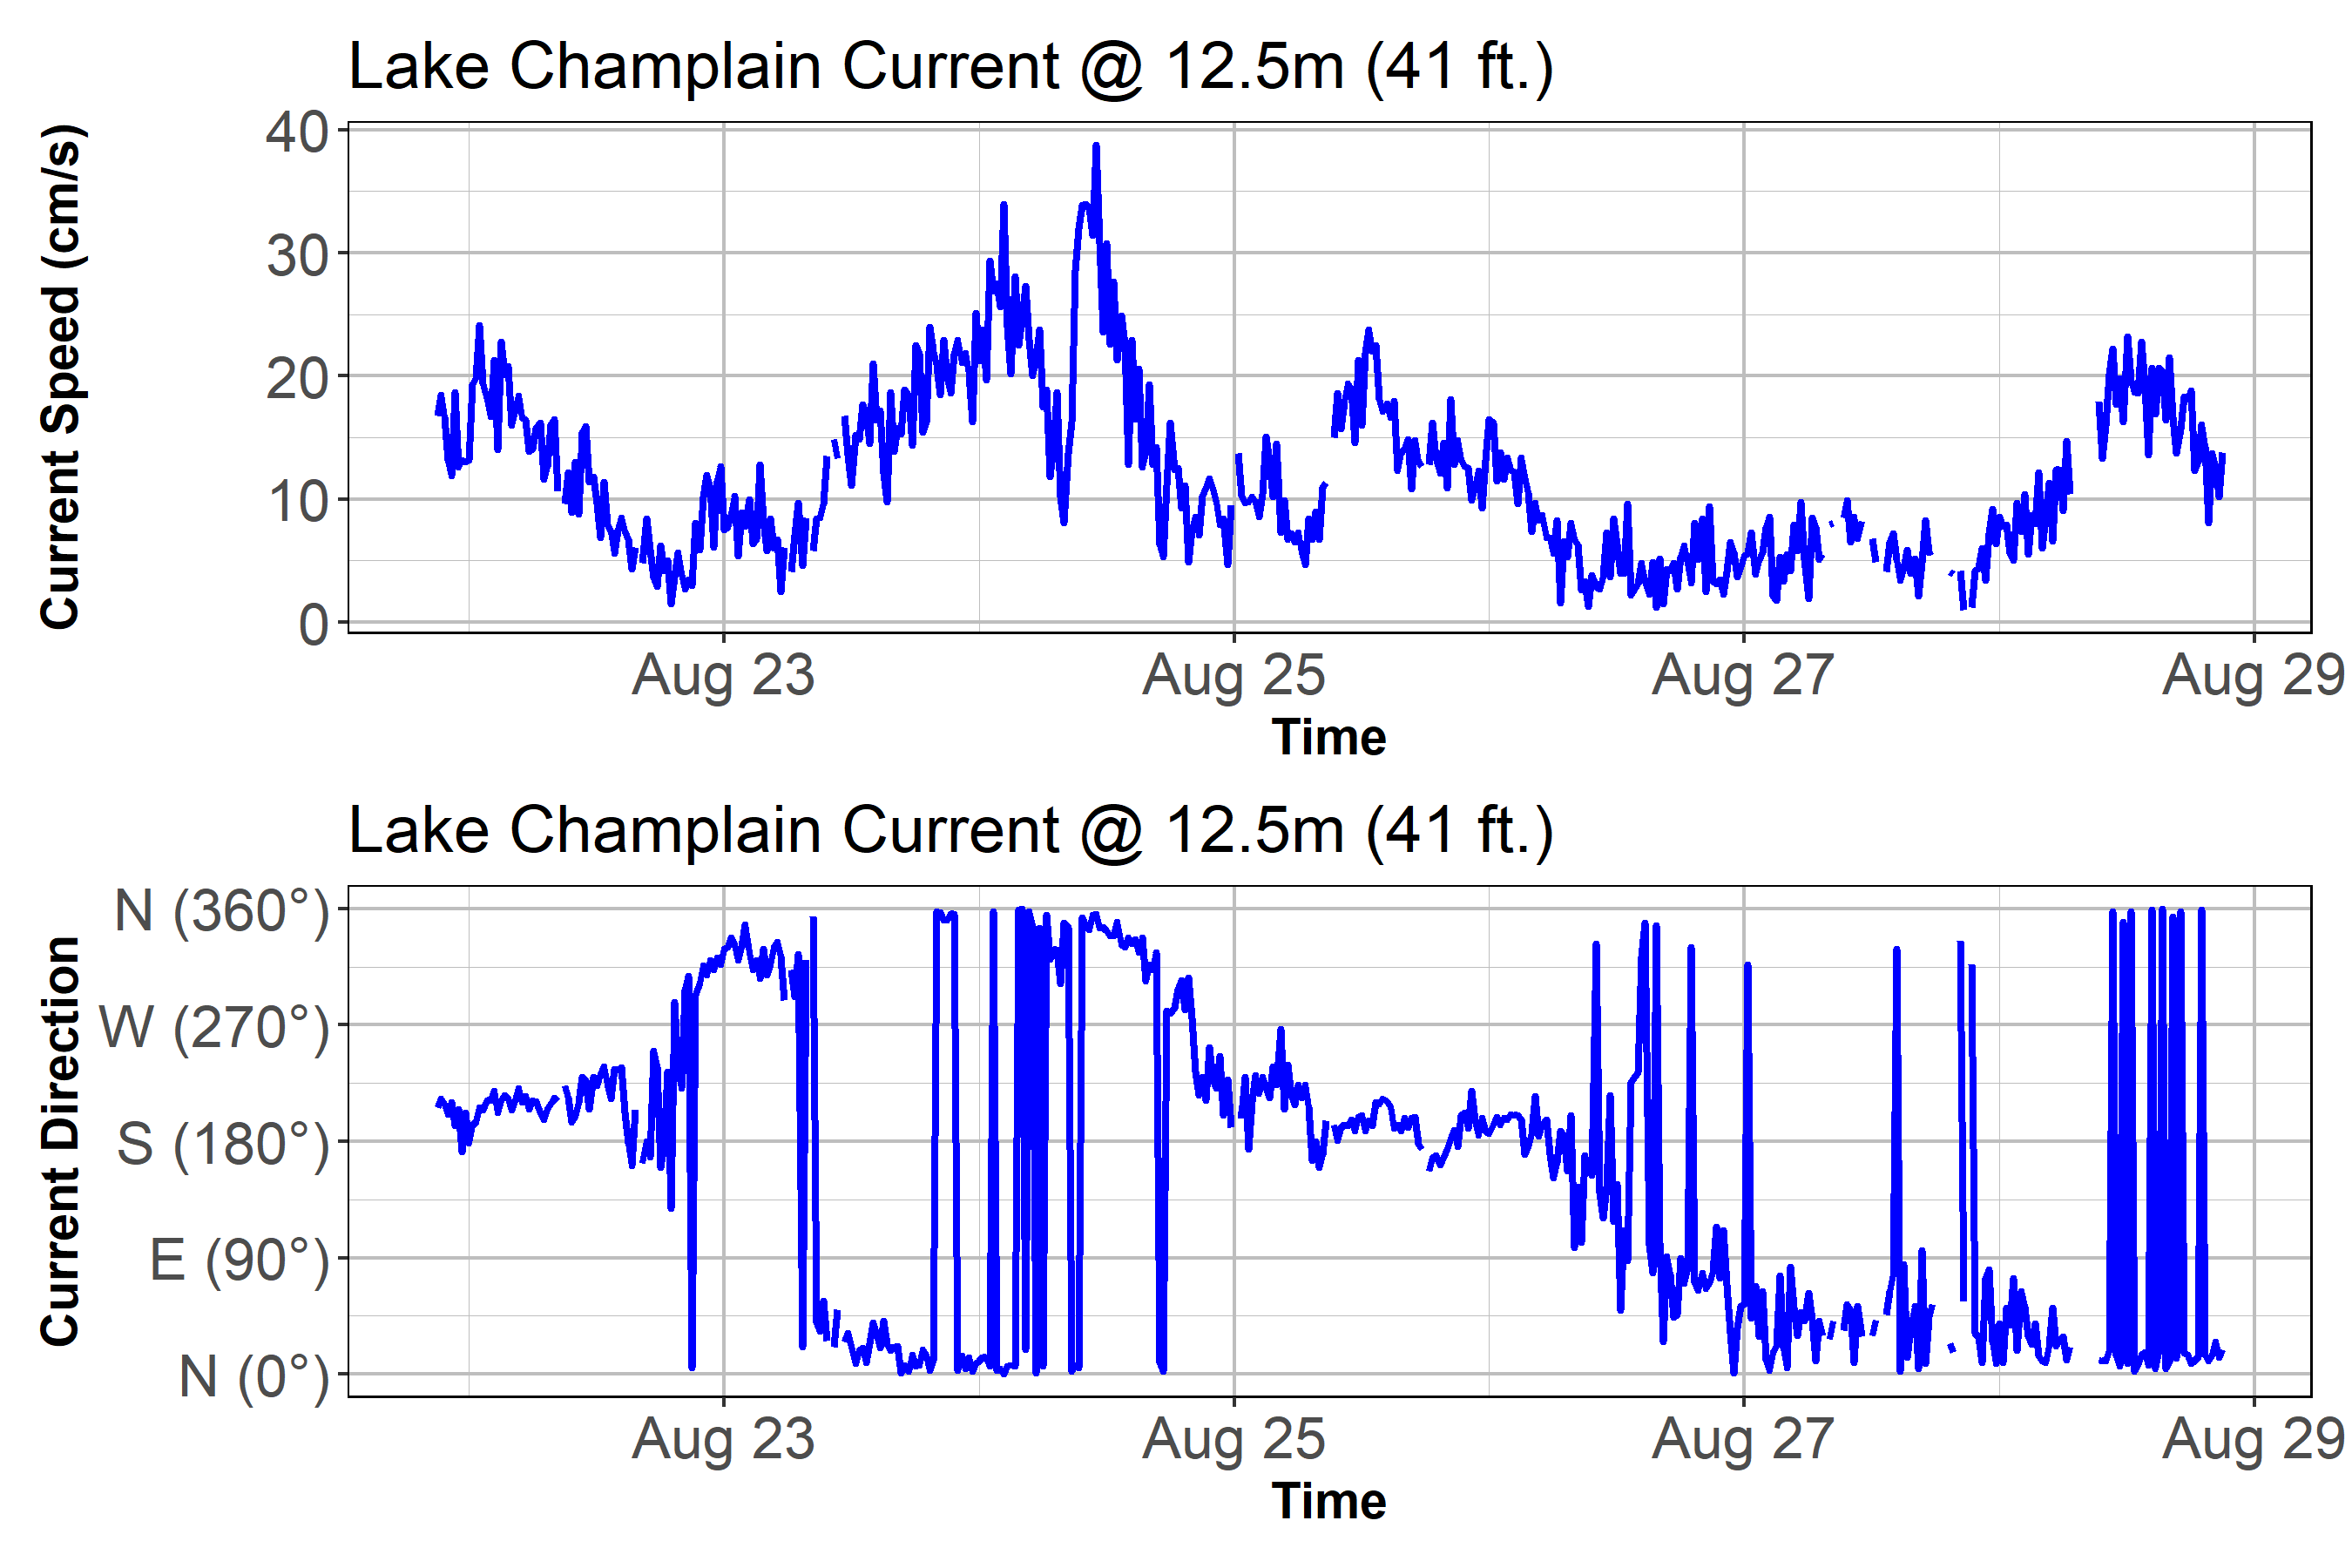 Lake Champlain Current @ 12.5m (41 ft.)
Current Speed (cm/s)
40
30
20
10
0
Aug 23 Aug 25 Aug 27 Aug 29
Time
Lake Champlain Current @ 12.5m (41 ft.)
Current Direction
N (360°)
W (270°)
S (180°)
E (90°)
N (0°)
Aug 23 Aug 25 Aug 27 Aug 29
Time